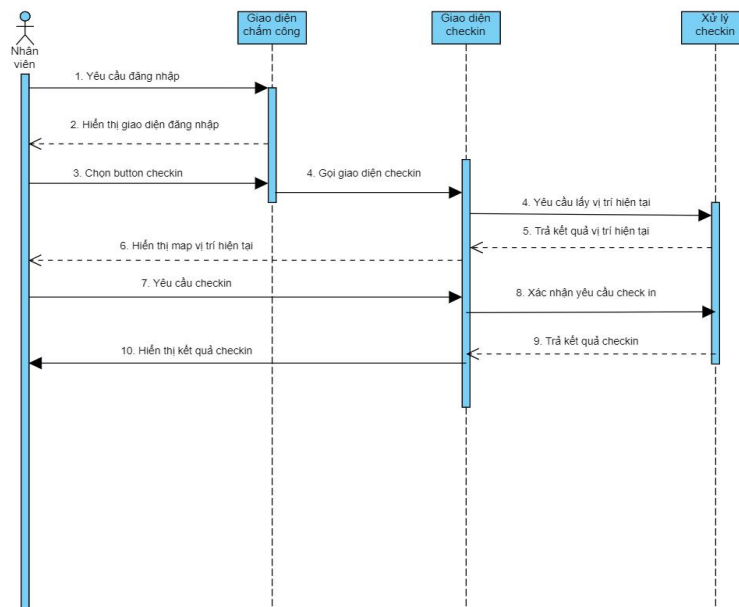 Giao diện
chấm công
Giao diện
checkin
Xử lý
checkin
Nhân
viên
1. Yêu cầu đăng nhập
2. Hiển thị giao diện đăng nhập
3. Chọn button checkin
4. Gọi giao diện checkin
4. Yêu cầu lấy vị trí hiện tại
5. Trả kết quả vị trí hiện tại
6. Hiển thị map vị trí hiện tại
7. Yêu cầu checkin
8. Xác nhận yêu cầu check in
9. Trả kết quả checkin
10. Hiển thị kết quả checkin